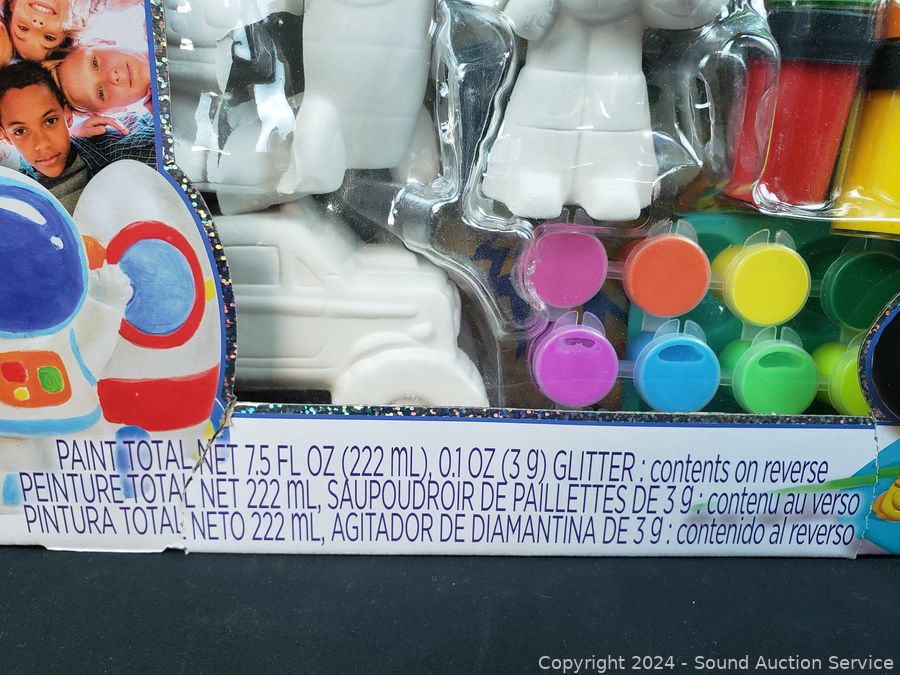 PAINT TOTAL NET 7.5 FL OZ (222 mL), 0.1 OZ (3 g) GLITTER : contents on reverse
PEINTURE TOTAL NET 222 mL, SAUPOUDROIR DE PAILLETTES DE 3 g : contenu au verso
PINTURA TOTAL NETO 222 mL, AGITADOR DE DIAMANTINA DE 3 g : contenido al reverso
Copyright © 2024 - Sound Auction Service